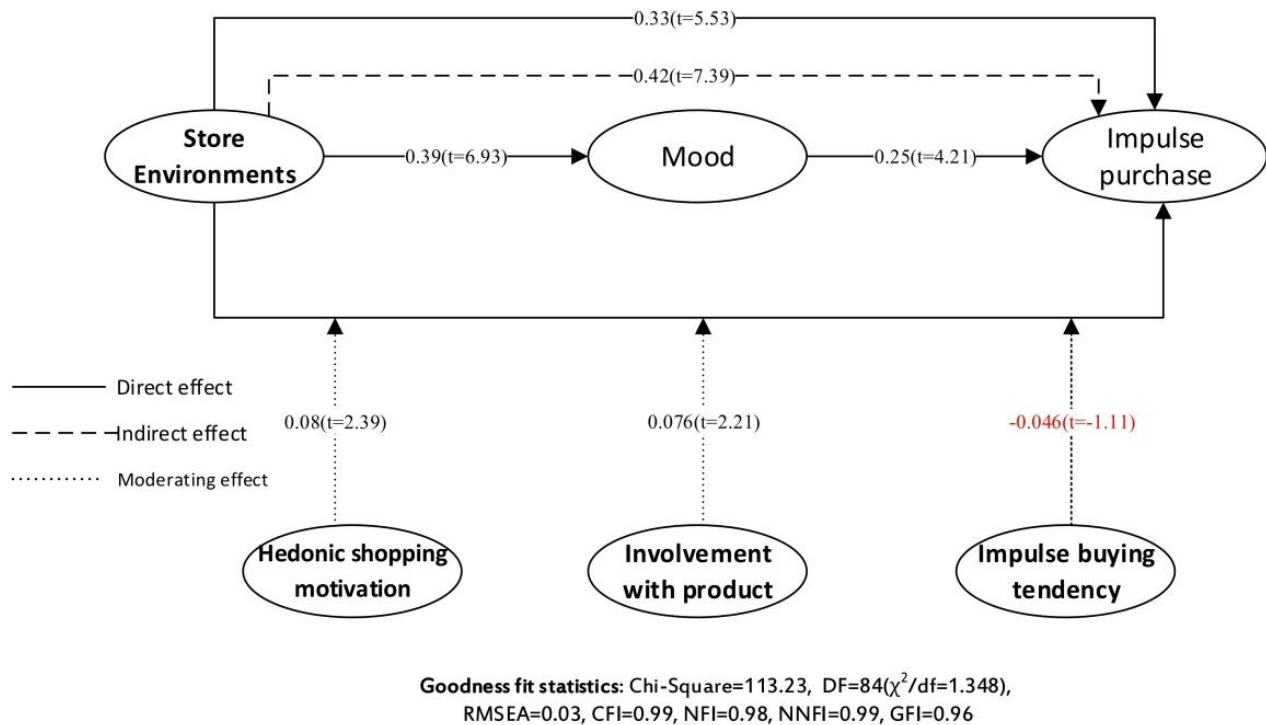 0.33(t=5.53)
0.42(t=7.39)
Store
Environments
0.39(t=6.93)
Mood
0.25(t=4.21)
Impulse
purchase
Direct effect
Indirect effect
Moderating effect
0.08(t=2.39)
0.076(t=2.21)
-0.046(t=-1.11)
Hedonic shopping
motivation
Involvement
with product
Impulse buying
tendency
Goodness fit statistics: Chi-Square=113.23, DF=84(χ²/df=1.348),
RMSEA=0.03, CFI=0.99, NFI=0.98, NNFI=0.99, GFI=0.96